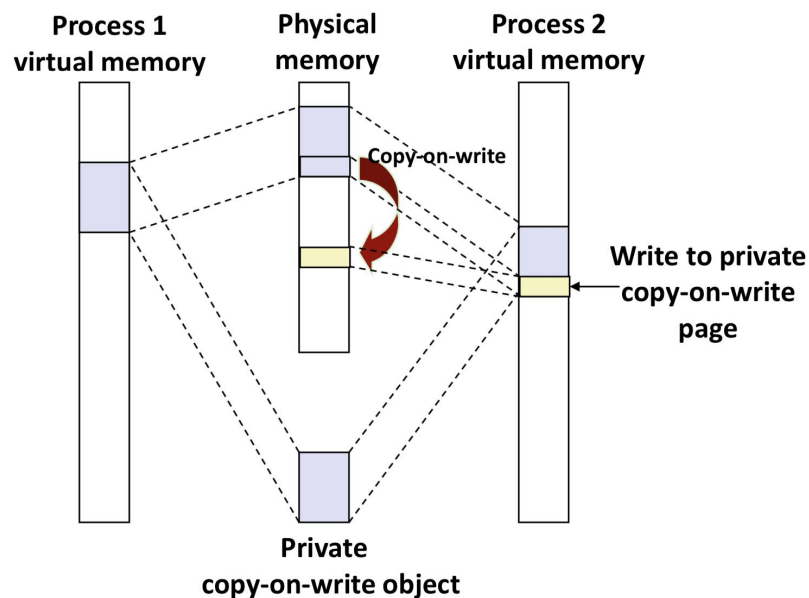 Process 1
virtual memory
Physical
memory
Process 2
virtual memory
Copy-on-write
Write to private
copy-on-write
page
Private
copy-on-write object